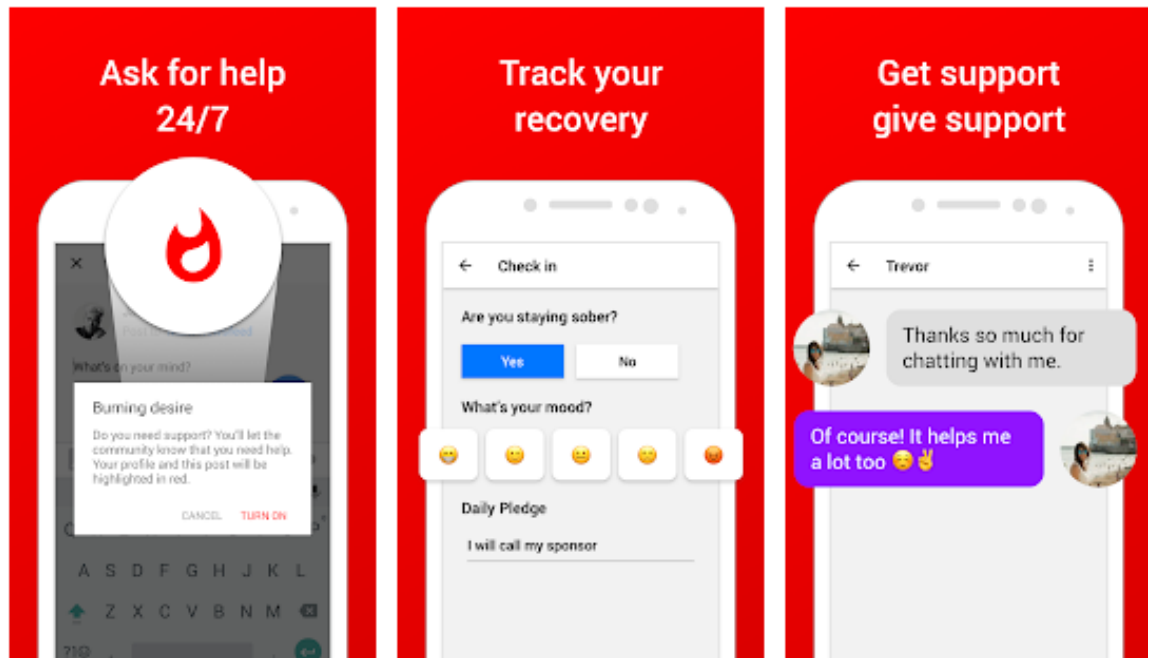 Ask for help
24/7
What's on your mind?
Burning desire
Do you need support? You'll let the
community know that you need help.
Your profile and this post will be
highlighted in red.
CANCEL TURN ON
A S D F G H J K L
Z X C V B N M
?1☺ ,
Track your
recovery
Check in
Are you staying sober?
Yes No
What's your mood?
Daily Pledge
I will call my sponsor
Get support
give support
Trevor
Thanks so much for
chatting with me.
Of course! It helps me
a lot too ☺️✌️